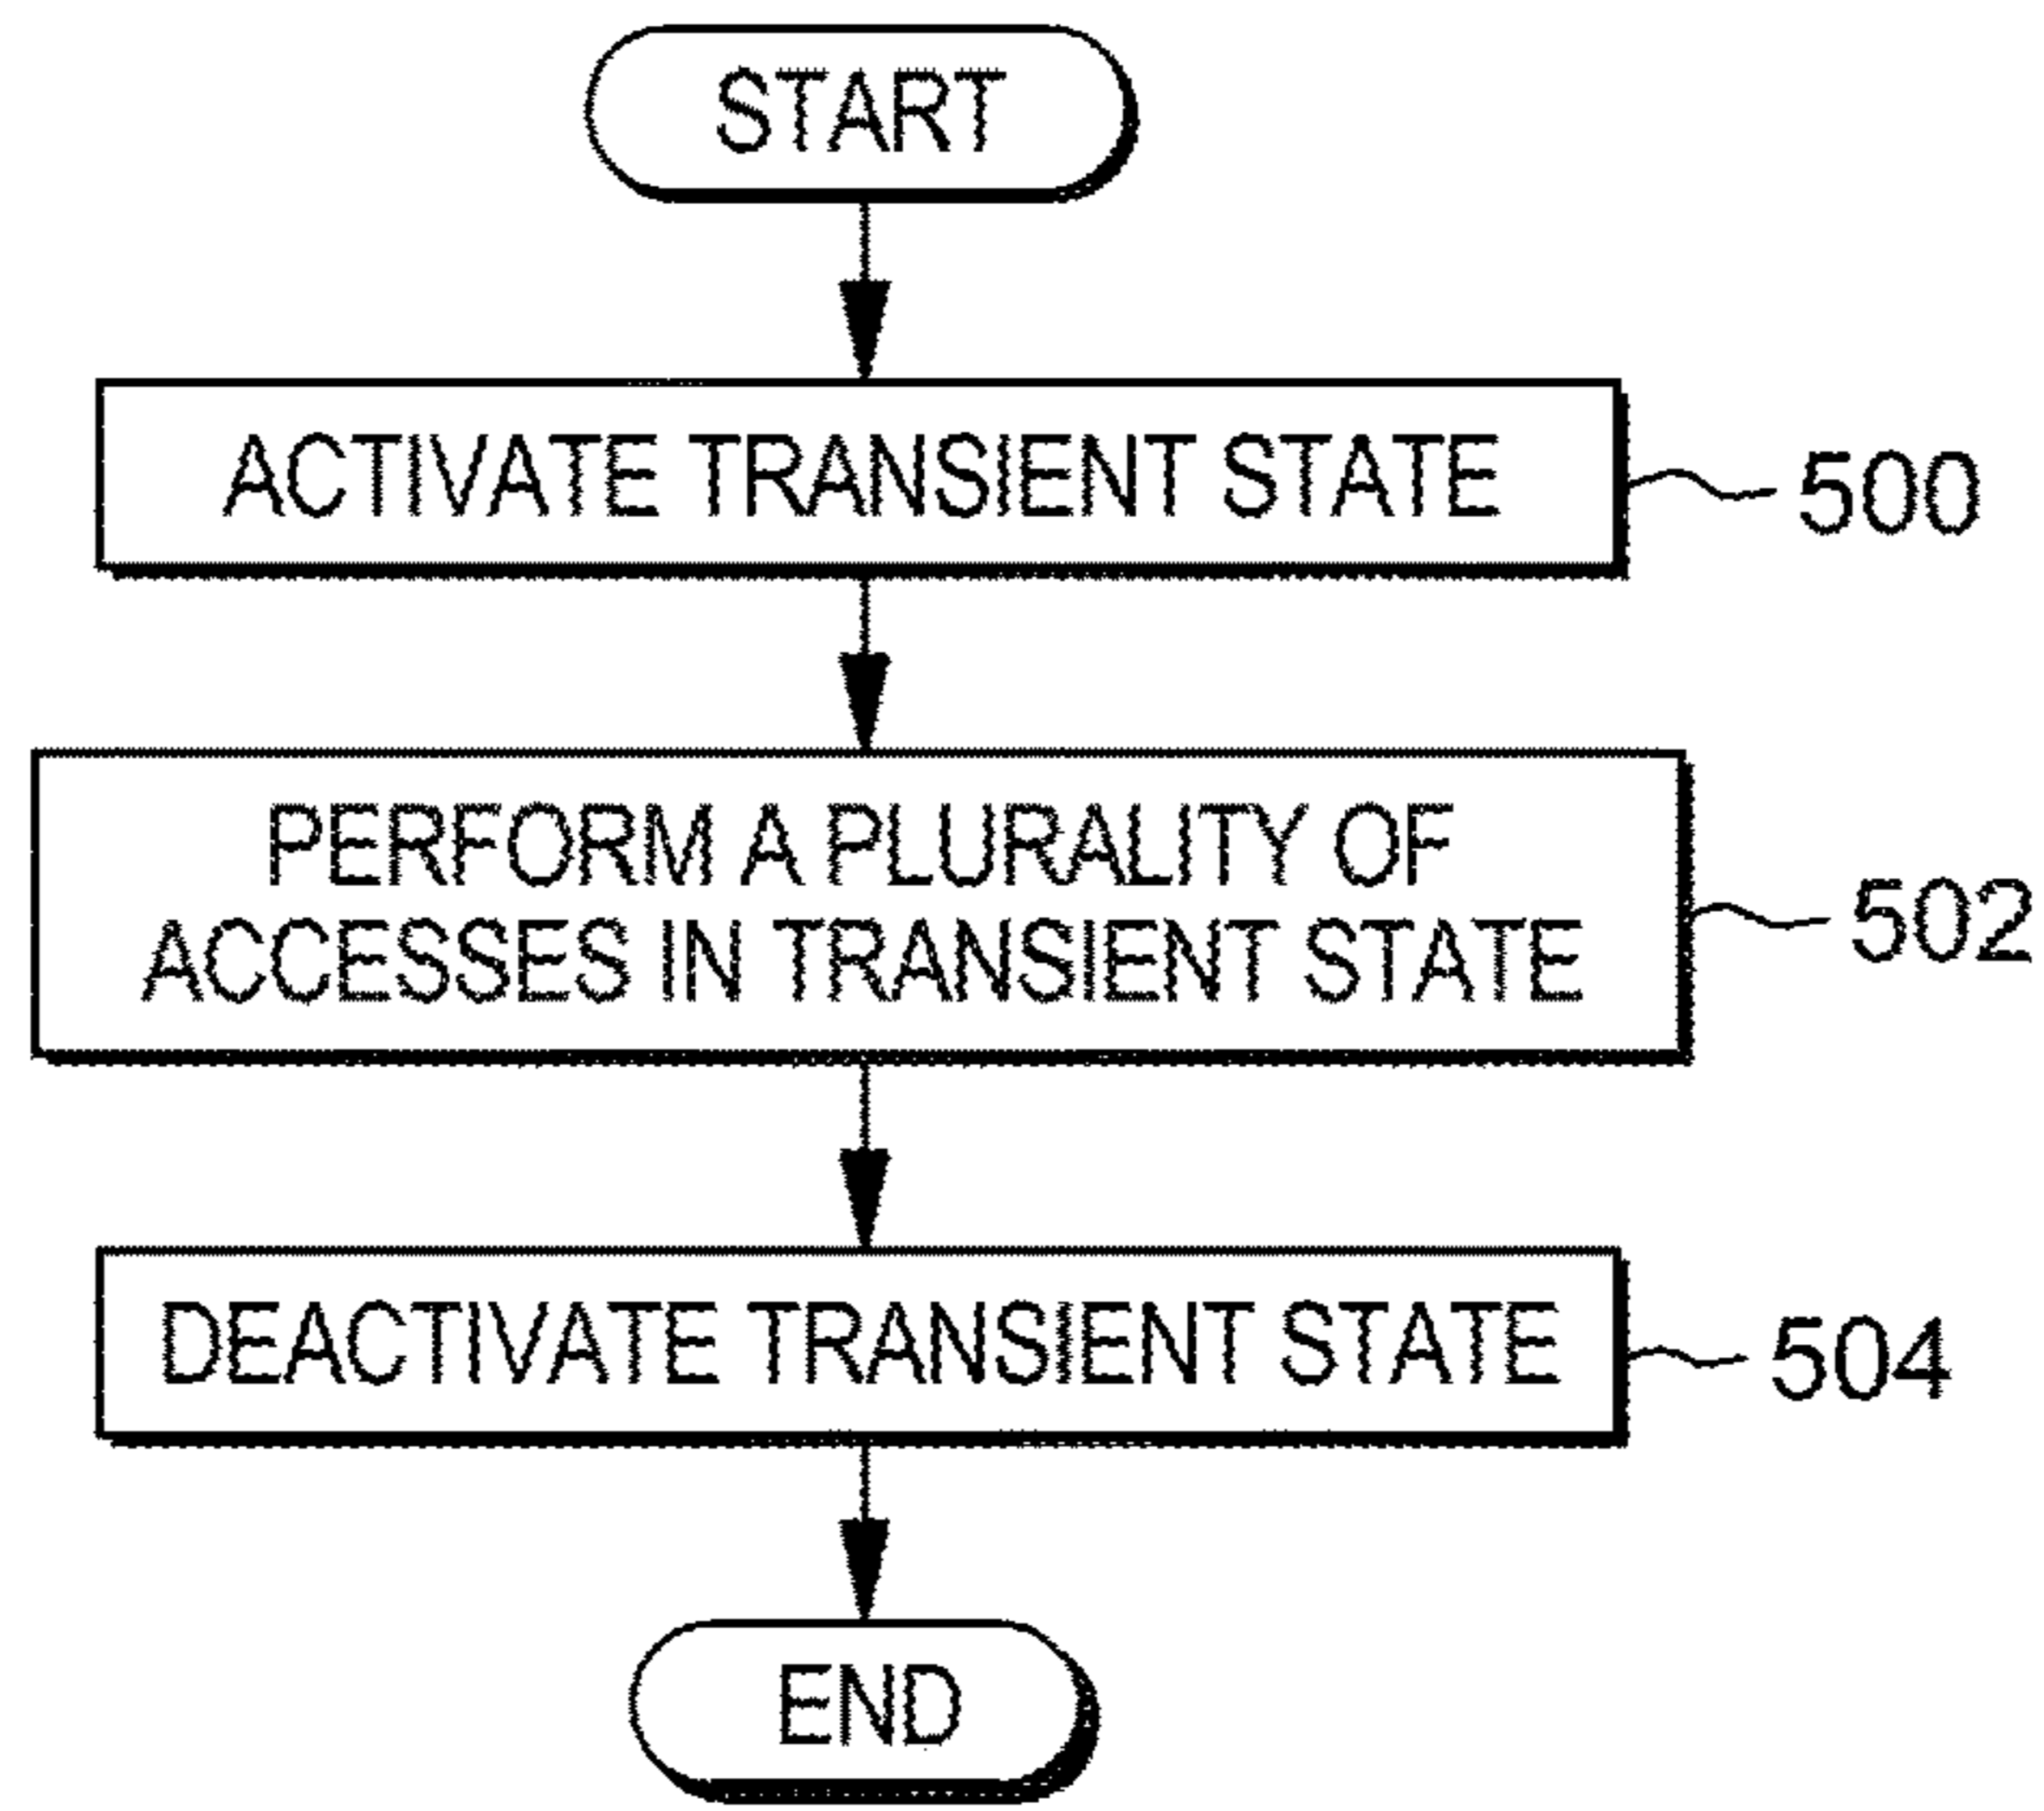 START
ACTIVATE TRANSIENT STATE
500
PERFORM A PLURALITY OF
ACCESSES IN TRANSIENT STATE
502
DEACTIVATE TRANSIENT STATE
504
END